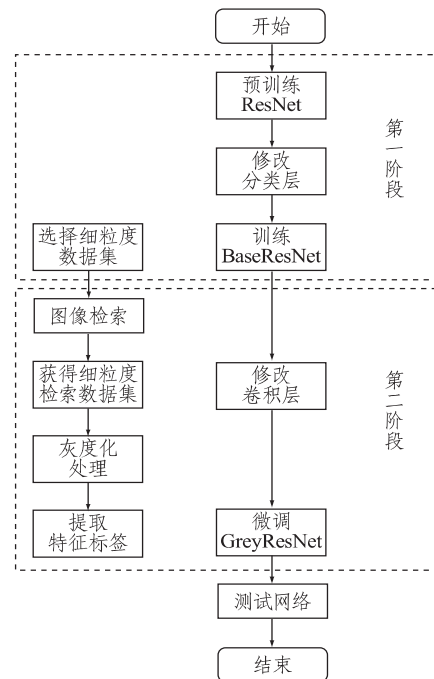 开始
预训练
ResNet
修改
分类层
训练
BaseResNet
选择细粒度
数据集
第一阶段
图像检索
获得细粒度
检索数据集
灰度化
处理
提取
特征标签
修改
卷积层
微调
GreyResNet
第二阶段
测试网络
结束